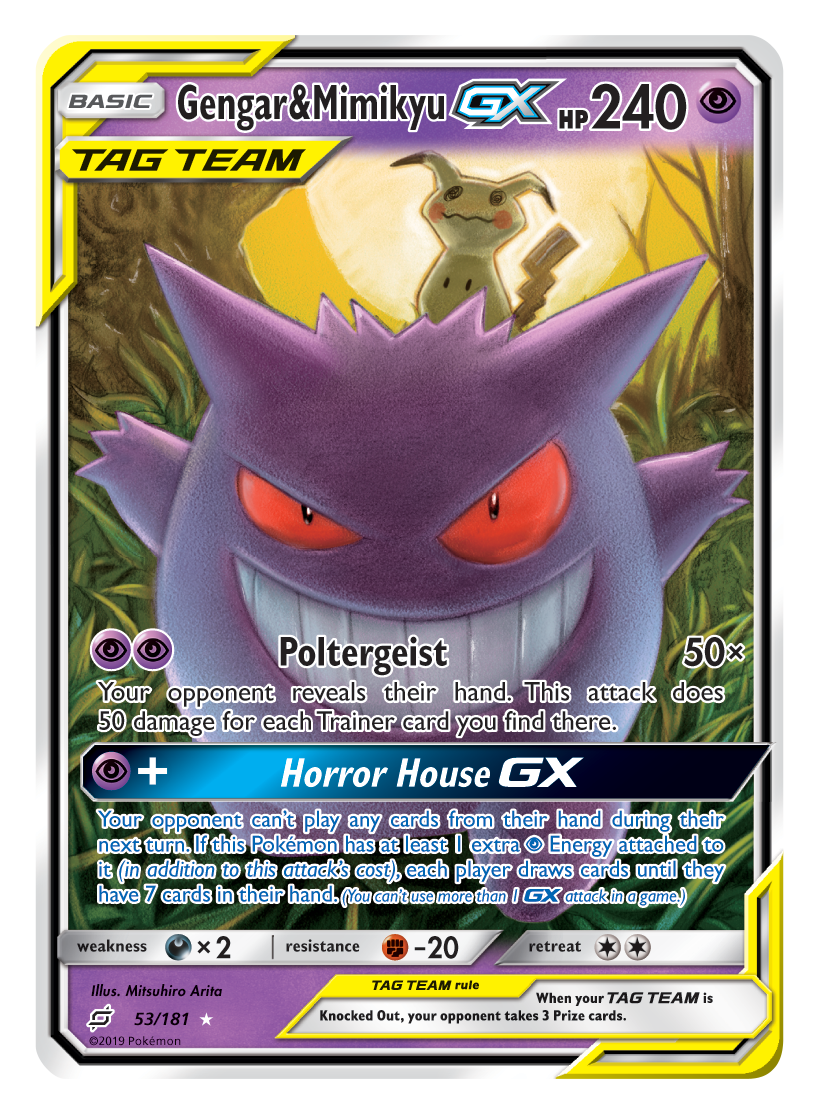 BASIC Gengar&Mimikyu GX HP 240
TAG TEAM
Poltergeist 50×
Your opponent reveals their hand. This attack does
50 damage for each Trainer card you find there.
+ Horror House GX
Your opponent can't play any cards from their hand during their
next turn. If this Pokémon has at least 1 extra Energy attached to
it (in addition to this attack's cost), each player draws cards until they
have 7 cards in their hand. (You can't use more than 1 GX attack in a game.)
weakness ×2 resistance -20 retreat
Illus. Mitsuhiro Arita
53/181
©2019 Pokémon
TAG TEAM rule
When your TAG TEAM is
Knocked Out, your opponent takes 3 Prize cards.